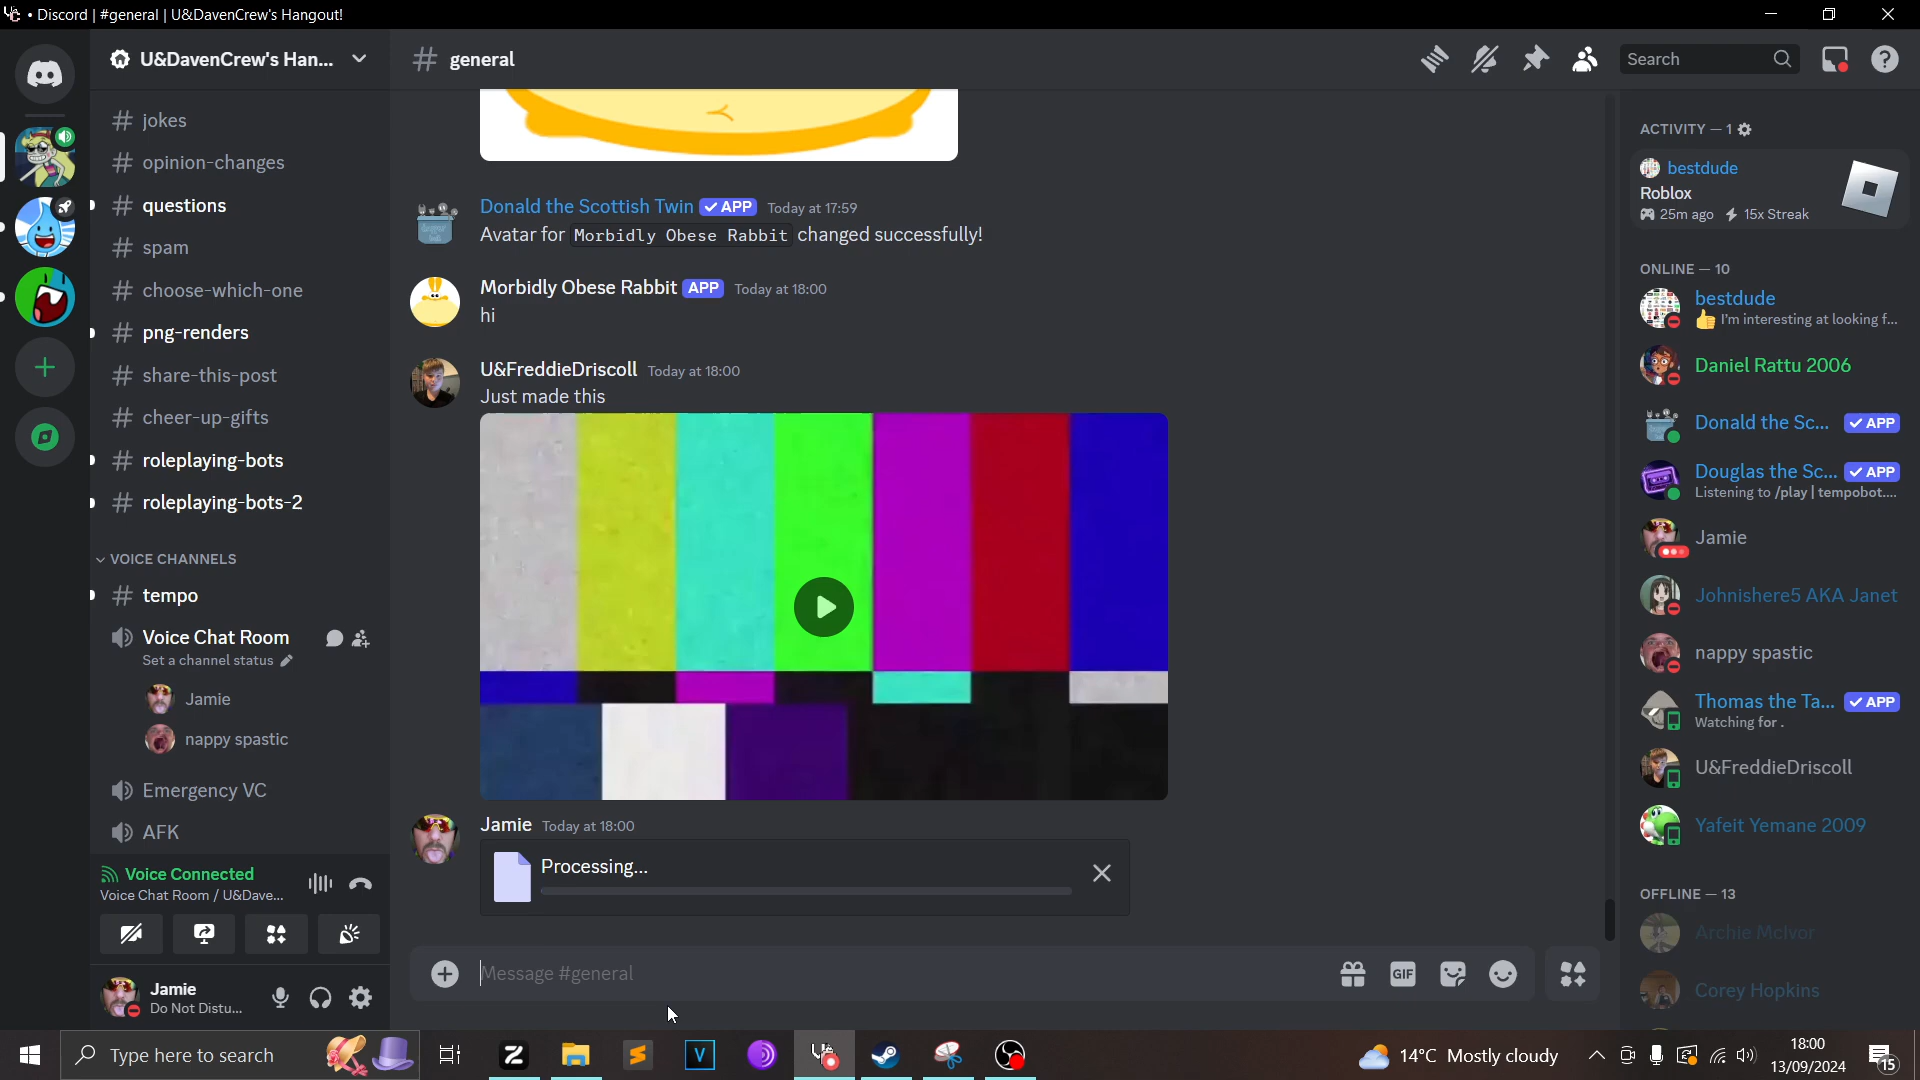 • Discord | #general | U&DavenCrew's Hangout!
U&DavenCrew's Han...
# general
Search
# jokes
# opinion-changes
# questions
# spam
# choose-which-one
# png-renders
# share-this-post
# cheer-up-gifts
# roleplaying-bots
# roleplaying-bots-2
VOICE CHANNELS
# tempo
Voice Chat Room
Set a channel status
Jamie
nappy spastic
Emergency VC
AFK
Voice Connected
Voice Chat Room / U&Dave...
Jamie
Do Not Distu...
Donald the Scottish Twin ✓ APP Today at 17:59
Avatar for Morbidly Obese Rabbit changed successfully!
Morbidly Obese Rabbit APP Today at 18:00
hi
U&FreddieDriscoll Today at 18:00
Just made this
Jamie Today at 18:00
Processing...
Message #general
GIF
ACTIVITY — 1
bestdude
Roblox
25m ago 15x Streak
ONLINE — 10
bestdude
👍 I'm interesting at looking f...
Daniel Rattu 2006
Donald the Sc... ✓ APP
Douglas the Sc... ✓ APP
Listening to /play | tempobot....
Jamie
Johnishere5 AKA Janet
nappy spastic
Thomas the Ta... ✓ APP
Watching for .
U&FreddieDriscoll
Yafeit Yemane 2009
OFFLINE — 13
Archie McIvor
Corey Hopkins
Type here to search
14°C Mostly cloudy
18:00
13/09/2024
15